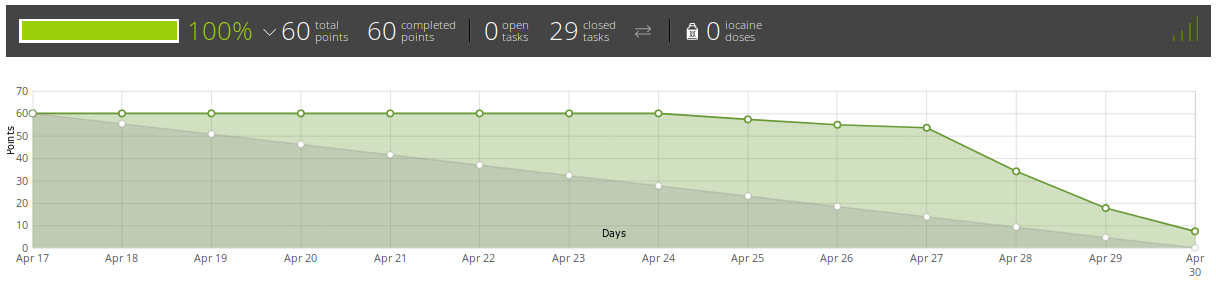 100% 60 total points 60 completed points 0 open tasks 29 closed tasks 0 iocaine doses
70
60
50
40
30
20
10
0
Points
Days
Apr 17 Apr 18 Apr 19 Apr 20 Apr 21 Apr 22 Apr 23 Apr 24 Apr 25 Apr 26 Apr 27 Apr 28 Apr 29 Apr 30